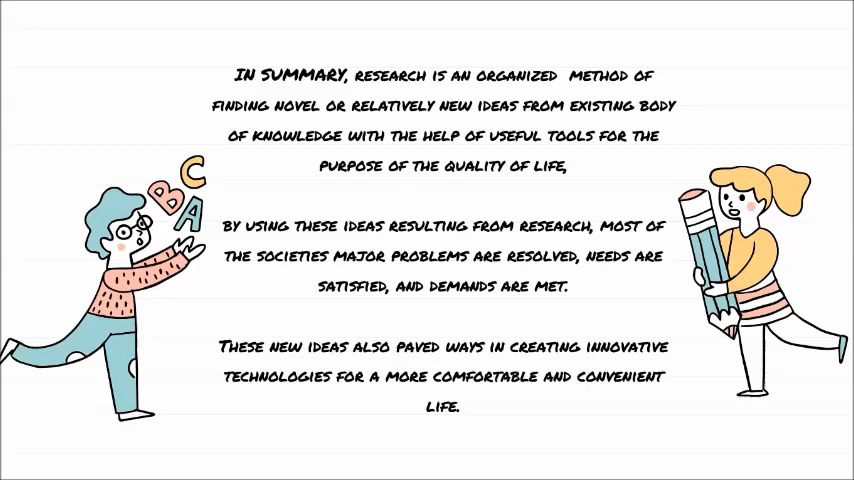 B C
A
IN SUMMARY, RESEARCH IS AN ORGANIZED METHOD OF
FINDING NOVEL OR RELATIVELY NEW IDEAS FROM EXISTING BODY
OF KNOWLEDGE WITH THE HELP OF USEFUL TOOLS FOR THE
PURPOSE OF THE QUALITY OF LIFE,
BY USING THESE IDEAS RESULTING FROM RESEARCH, MOST OF
THE SOCIETIES MAJOR PROBLEMS ARE RESOLVED, NEEDS ARE
SATISFIED, AND DEMANDS ARE MET.
THESE NEW IDEAS ALSO PAVED WAYS IN CREATING INNOVATIVE
TECHNOLOGIES FOR A MORE COMFORTABLE AND CONVENIENT
LIFE.